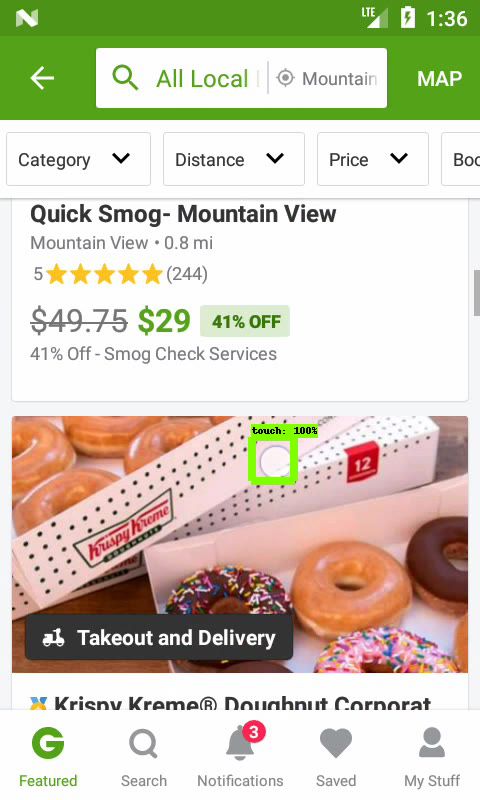 LTE 1:36
All Local Mountain MAP
Category Distance Price Boo
Quick Smog- Mountain View
Mountain View • 0.8 mi
5 (244)
$49.75 $29 41% OFF
41% Off - Smog Check Services
touch: 100%
12
Krispy Kreme
DOUGHNUTS
Takeout and Delivery
Krispy Kreme® Doughnut Corporat
3
Featured Search Notifications Saved My Stuff